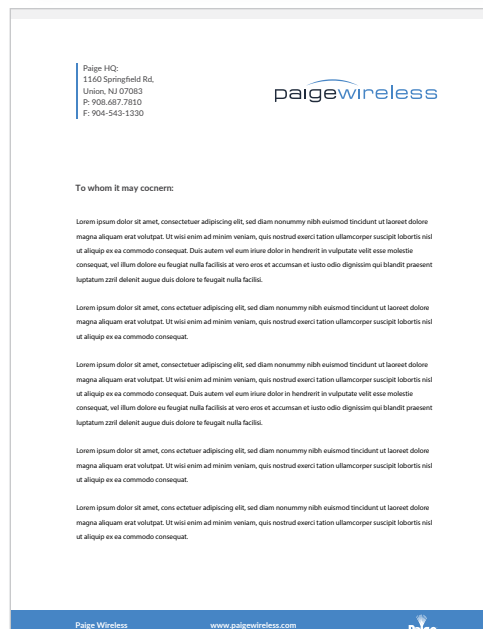 Paige HQ:
1160 Springfield Rd,
Union, NJ 07083
P: 908.687.7810
F: 904-543-1330
paigewireless
To whom it may cocnern:
Lorem ipsum dolor sit amet, consectetuer adipiscing elit, sed diam nonummy nibh euismod tincidunt ut laoreet dolore
magna aliquam erat volutpat. Ut wisi enim ad minim veniam, quis nostrud exerci tation ullamcorper suscipit lobortis nisl
ut aliquip ex ea commodo consequat. Duis autem vel eum iriure dolor in hendrerit in vulputate velit esse molestie
consequat, vel illum dolore eu feugiat nulla facilisis at vero eros et accumsan et iusto odio dignissim qui blandit praesent
luptatum zzril delenit augue duis dolore te feugait nulla facilisi.
Lorem ipsum dolor sit amet, cons ectetuer adipiscing elit, sed diam nonummy nibh euismod tincidunt ut laoreet dolore
magna aliquam erat volutpat. Ut wisi enim ad minim veniam, quis nostrud exerci tation ullamcorper suscipit lobortis nisl
ut aliquip ex ea commodo consequat.
Lorem ipsum dolor sit amet, consectetuer adipiscing elit, sed diam nonummy nibh euismod tincidunt ut laoreet dolore
magna aliquam erat volutpat. Ut wisi enim ad minim veniam, quis nostrud exerci tation ullamcorper suscipit lobortis nisl
ut aliquip ex ea commodo consequat. Duis autem vel eum iriure dolor in hendrerit in vulputate velit esse molestie
consequat, vel illum dolore eu feugiat nulla facilisis at vero eros et accumsan et iusto odio dignissim qui blandit praesent
luptatum zzril delenit augue duis dolore te feugait nulla facilisi.
Lorem ipsum dolor sit amet, cons ectetuer adipiscing elit, sed diam nonummy nibh euismod tincidunt ut laoreet dolore
magna aliquam erat volutpat. Ut wisi enim ad minim veniam, quis nostrud exerci tation ullamcorper suscipit lobortis nisl
ut aliquip ex ea commodo consequat.
Lorem ipsum dolor sit amet, cons ectetuer adipiscing elit, sed diam nonummy nibh euismod tincidunt ut laoreet dolore
magna aliquam erat volutpat. Ut wisi enim ad minim veniam, quis nostrud exerci tation ullamcorper suscipit lobortis nisl
ut aliquip ex ea commodo consequat.
Paige Wireless
www.paigewireless.com